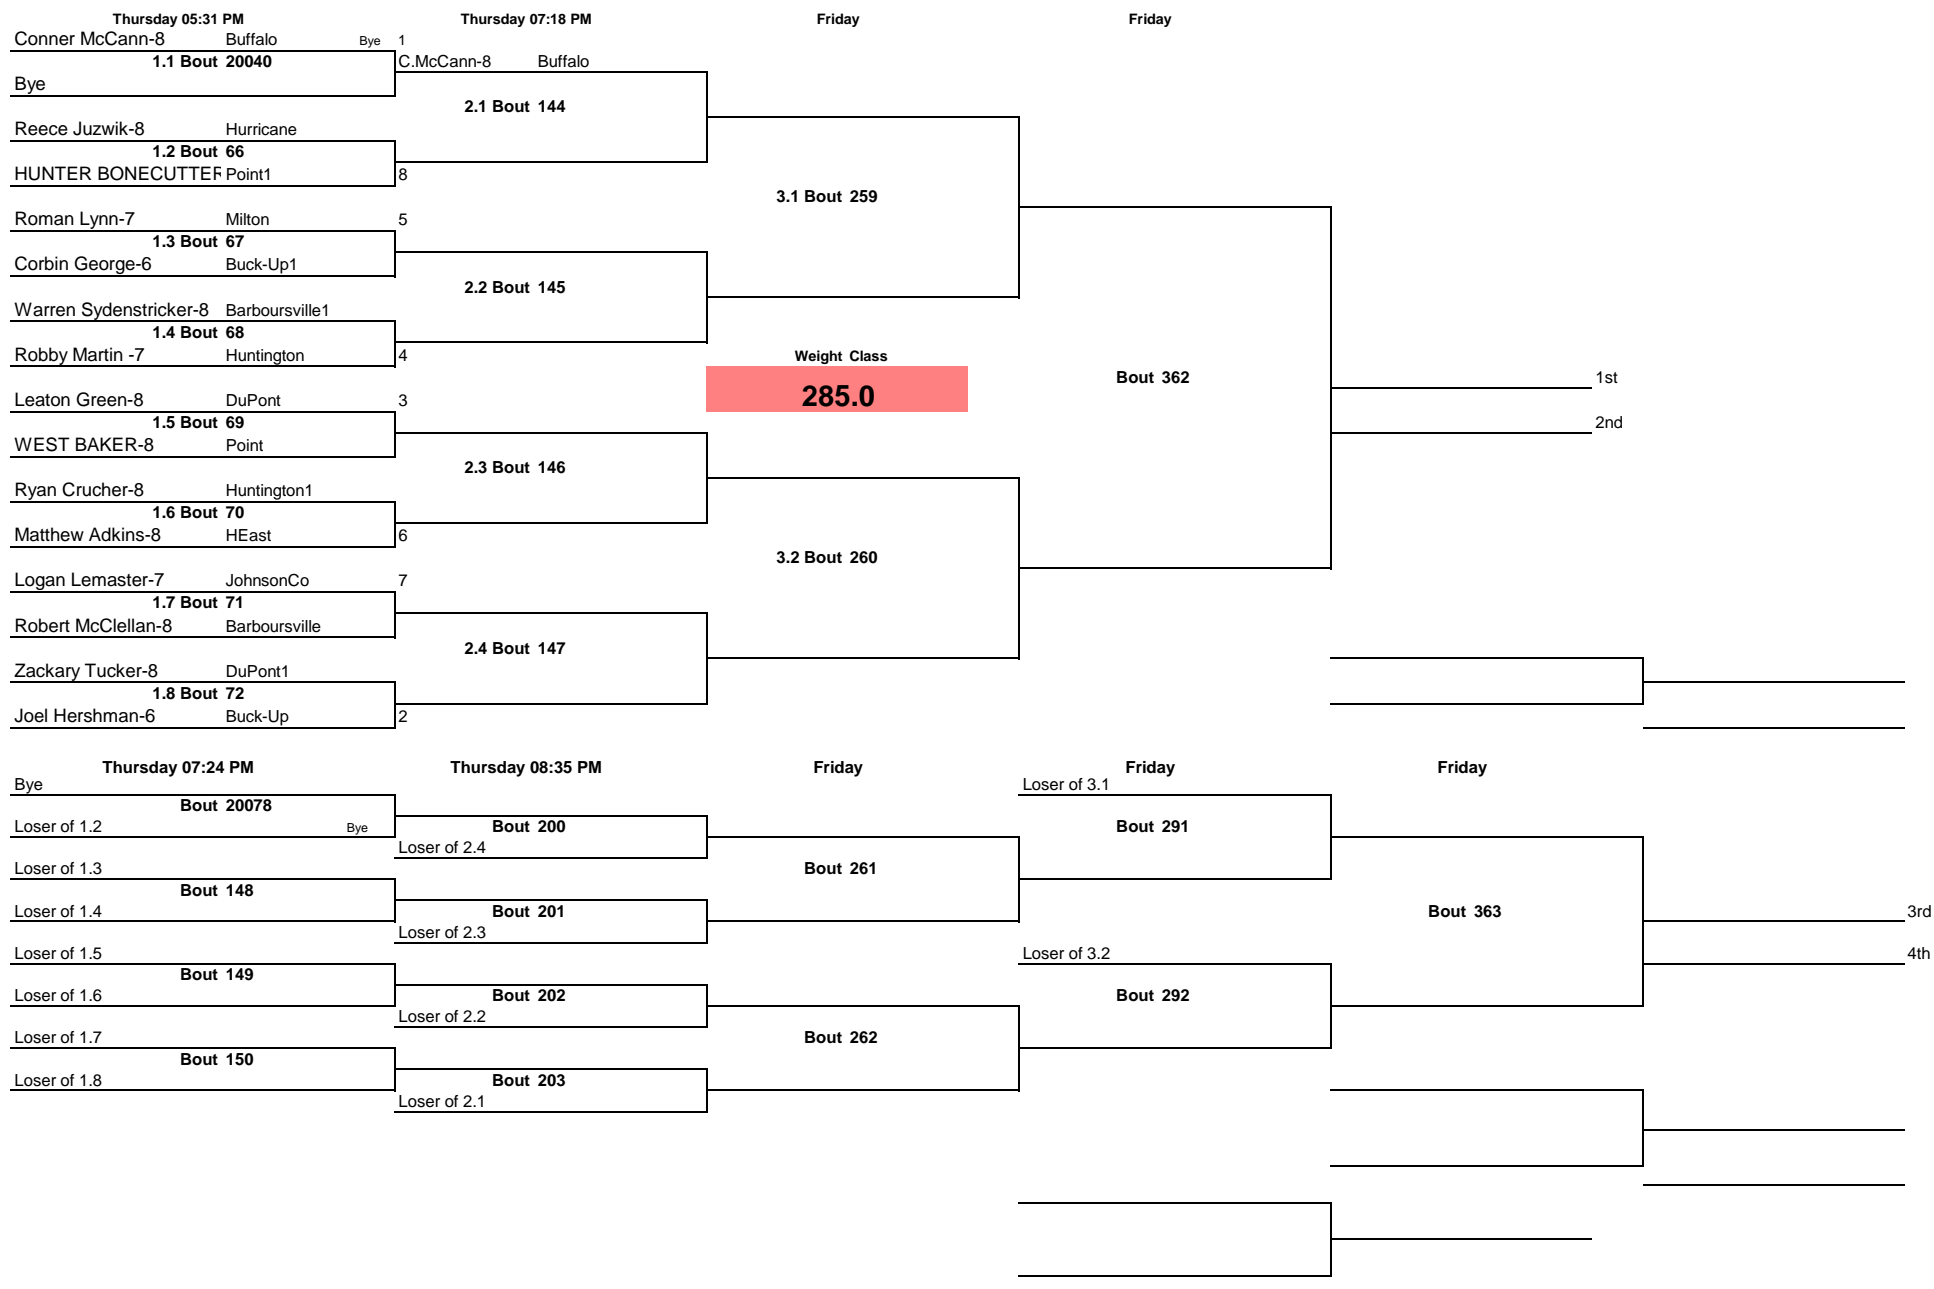 Thursday 05:31 PM Thursday 07:18 PM Friday Friday
Conner McCann-8 Buffalo Bye 1
1.1 Bout 20040 C.McCann-8 Buffalo
Bye
2.1 Bout 144
Reece Juzwik-8 Hurricane
1.2 Bout 66
HUNTER BONECUTTER Point1 8
3.1 Bout 259
Roman Lynn-7 Milton 5
1.3 Bout 67
Corbin George-6 Buck-Up1
2.2 Bout 145
Warren Sydenstricker-8 Barboursville1
1.4 Bout 68
Robby Martin -7 Huntington 4 Weight Class
Bout 362 1st
Leaton Green-8 DuPont 3 285.0
1.5 Bout 69 2nd
WEST BAKER-8 Point
2.3 Bout 146
Ryan Crucher-8 Huntington1
1.6 Bout 70
Matthew Adkins-8 HEast 6
3.2 Bout 260
Logan Lemaster-7 JohnsonCo 7
1.7 Bout 71
Robert McClellan-8 Barboursville
2.4 Bout 147
Zackary Tucker-8 DuPont1
1.8 Bout 72
Joel Hershman-6 Buck-Up 2
Thursday 07:24 PM Thursday 08:35 PM Friday Friday Friday
Bye Loser of 3.1
Bout 20078
Loser of 1.2 Bye Bout 200 Bout 291
Loser of 2.4
Loser of 1.3 Bout 261
Bout 148
Loser of 1.4 Bout 201 Bout 363 3rd
Loser of 2.3
Loser of 1.5 Loser of 3.2 4th
Bout 149
Loser of 1.6 Bout 202 Bout 292
Loser of 2.2
Loser of 1.7 Bout 262
Bout 150
Loser of 1.8 Bout 203
Loser of 2.1